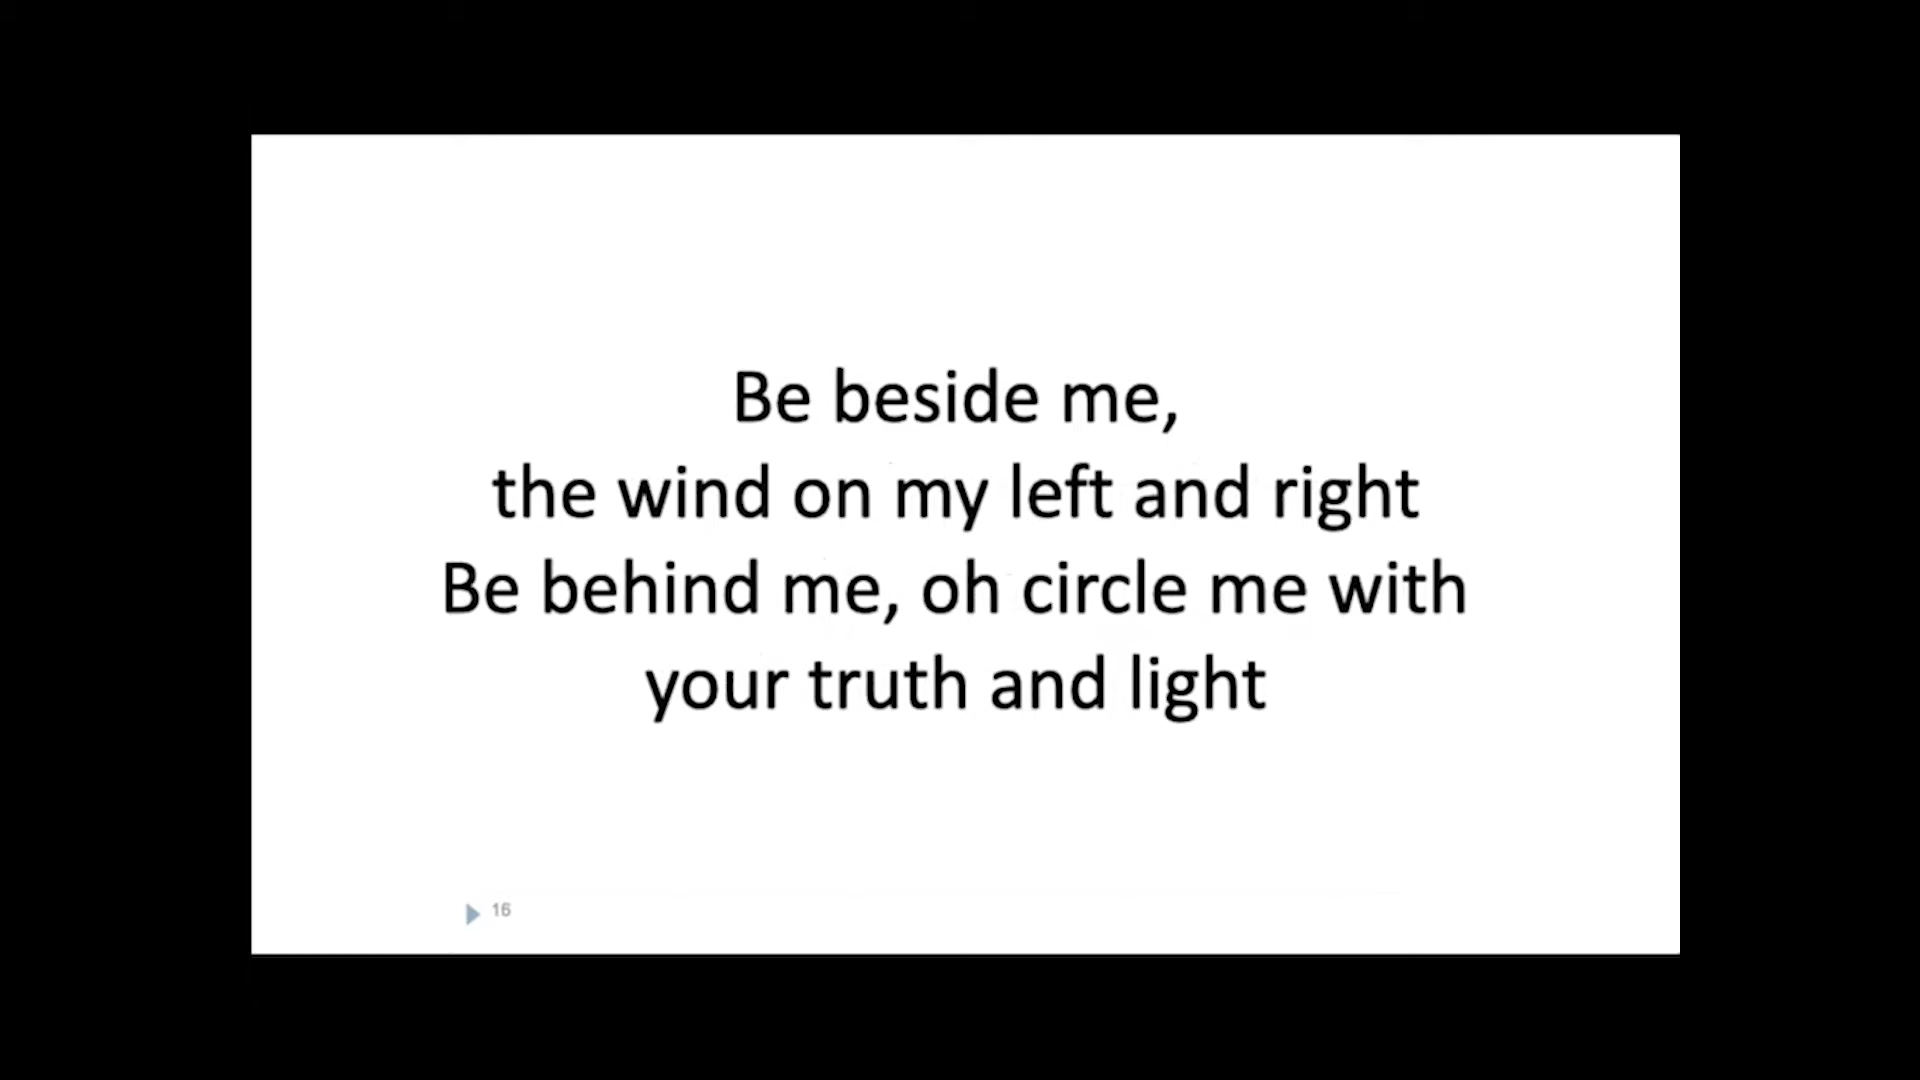 Be beside me,
the wind on my left and right
Be behind me, oh circle me with
your truth and light
16